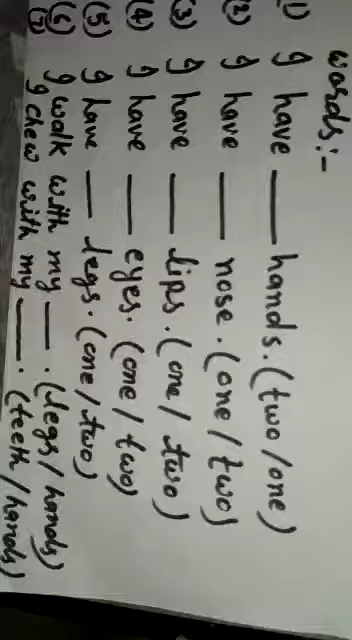 words:-
(1) I have ___ hands. (two/one)
(2) I have ___ nose. (one/two)
(3) I have ___ lips. (one/two)
(4) I have ___ eyes. (one/two)
(5) I have ___ legs. (one/two)
(6) I walk with my ___. (legs/hands)
(7) I chew with my ___. (teeth/hands)